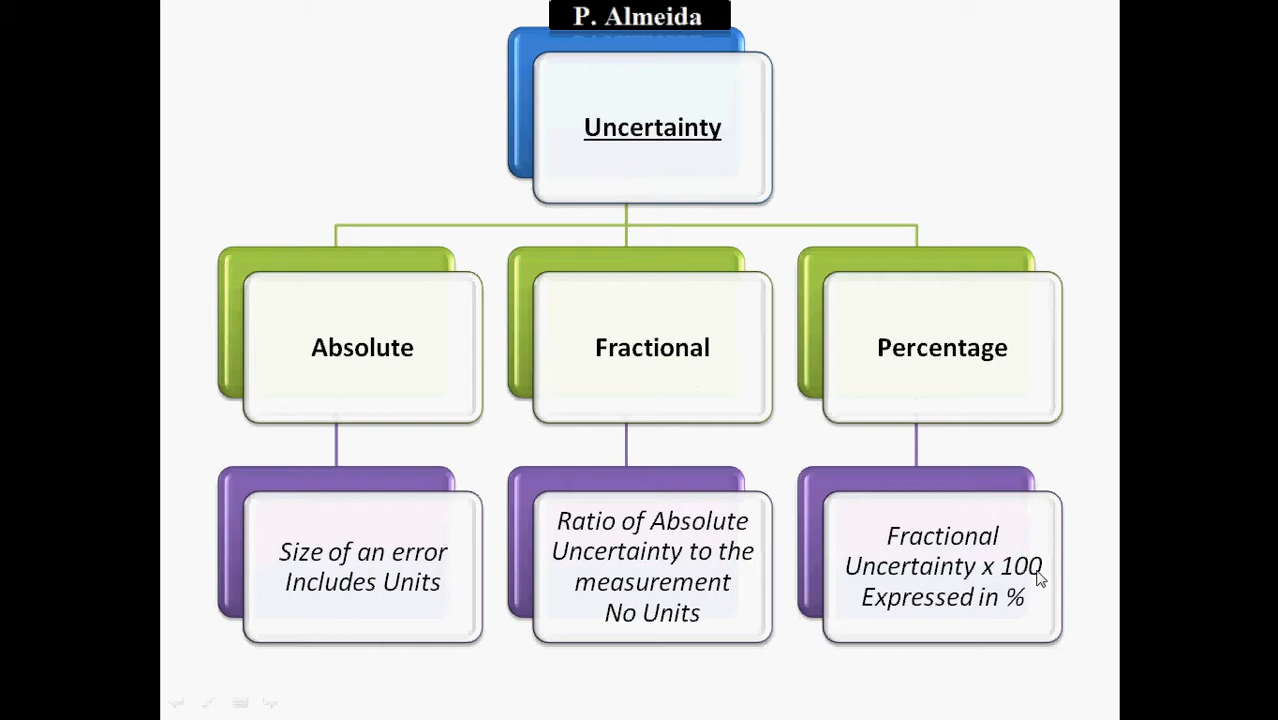 P. Almeida
Uncertainty
Absolute
Fractional
Percentage
Size of an error
Includes Units
Ratio of Absolute
Uncertainty to the
measurement
No Units
Fractional
Uncertainty x 100
Expressed in %